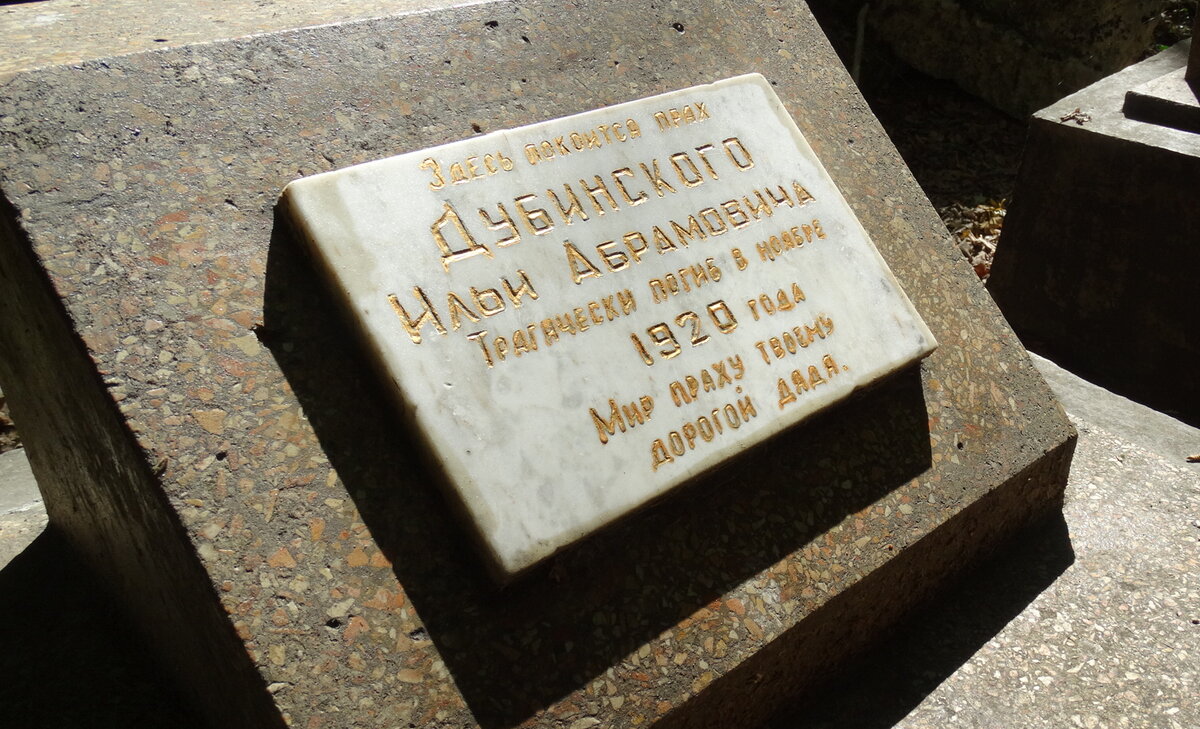 Здесь покоится прах
Дубинского
Ильи Абрамовича
Трагически погиб в ноябре
1920 года
Мир праху твоему
дорогой дядя.